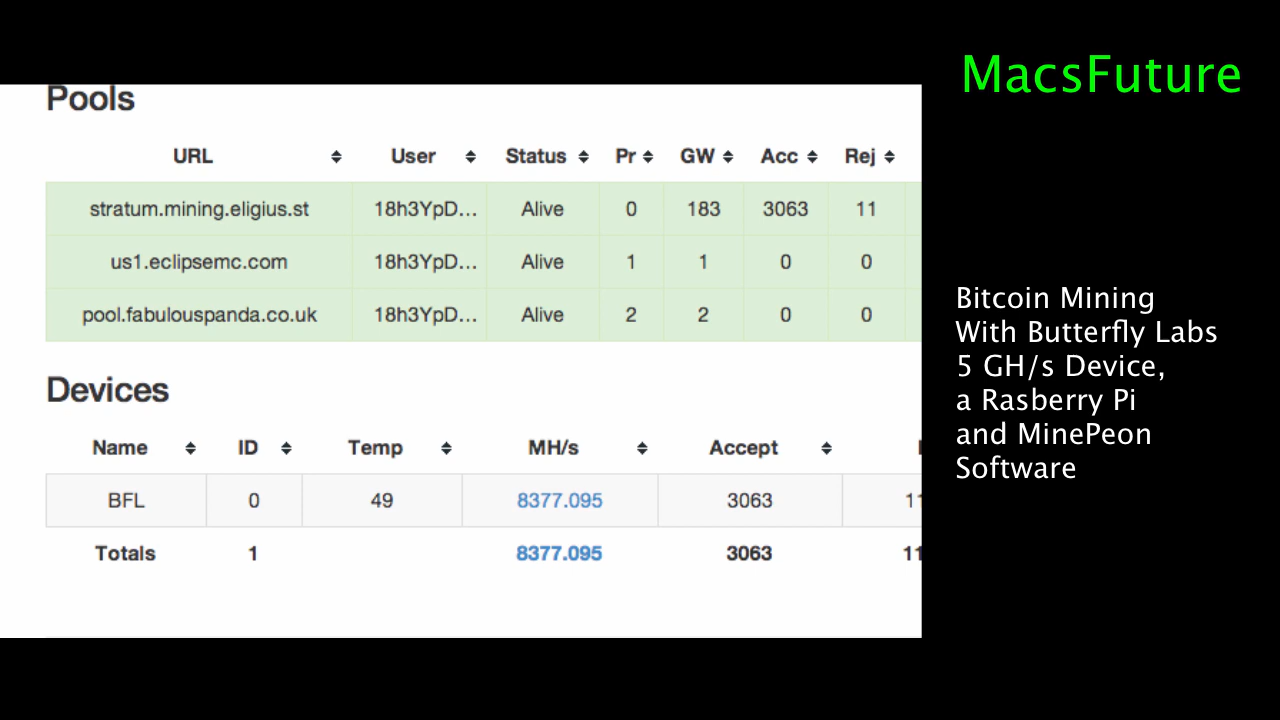 MacsFuture
Pools
URL User Status Pr GW Acc Rej
stratum.mining.eligius.st 18h3YpD... Alive 0 183 3063 11
us1.eclipsemc.com 18h3YpD... Alive 1 1 0 0
pool.fabulouspanda.co.uk 18h3YpD... Alive 2 2 0 0
Devices
Name ID Temp MH/s Accept
BFL 0 49 8377.095 3063 11
Totals 1 8377.095 3063 11
Bitcoin Mining
With Butterfly Labs
5 GH/s Device,
a Rasberry Pi
and MinePeon
Software